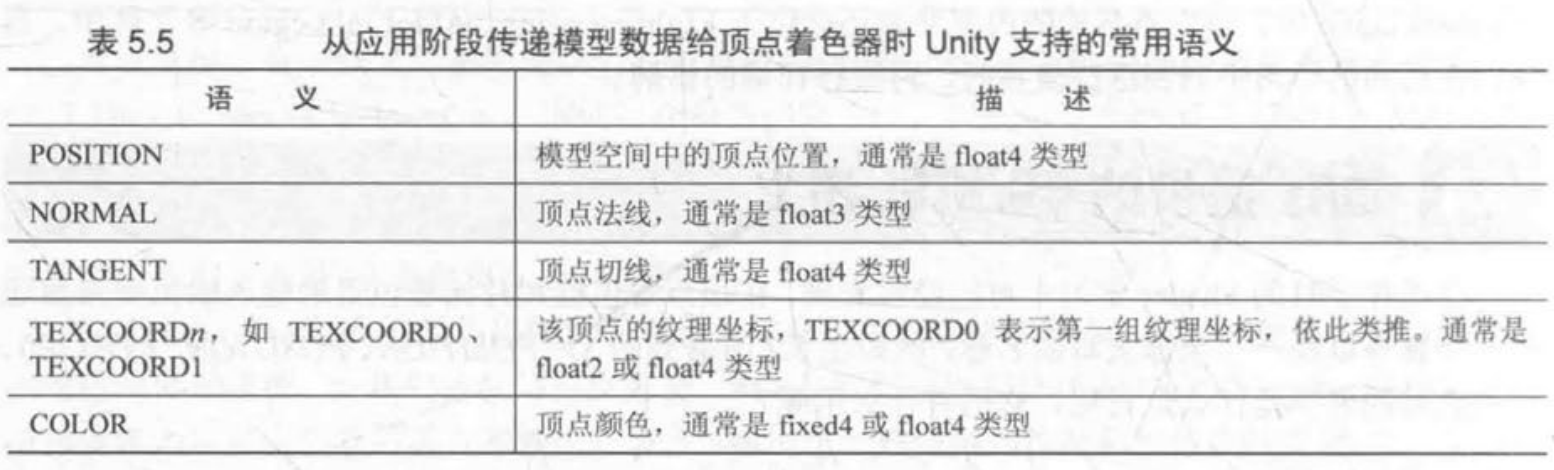 表 5.5 从应用阶段传递模型数据给顶点着色器时 Unity 支持的常用语义
语 义 描 述
POSITION 模型空间中的顶点位置，通常是 float4 类型
NORMAL 顶点法线，通常是 float3 类型
TANGENT 顶点切线，通常是 float4 类型
TEXCOORDn，如 TEXCOORD0、
TEXCOORD1
该顶点的纹理坐标，TEXCOORD0 表示第一组纹理坐标，依此类推。通常是
float2 或 float4 类型
COLOR 顶点颜色，通常是 fixed4 或 float4 类型